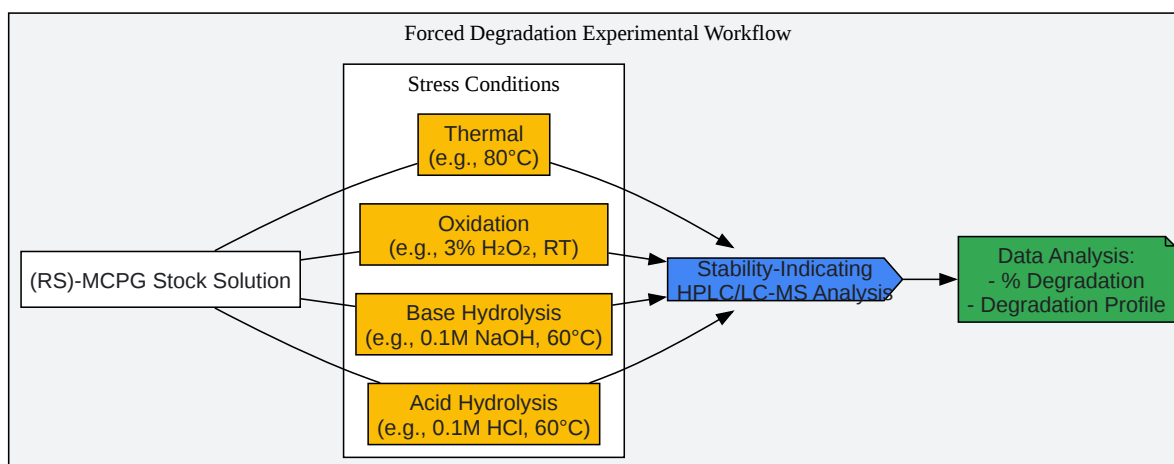 Forced Degradation Experimental Workflow
Stress Conditions
Thermal
(e.g., 80°C)
Oxidation
(e.g., 3% H₂O₂, RT)
(RS)-MCPG Stock Solution
Base Hydrolysis
(e.g., 0.1M NaOH, 60°C)
Acid Hydrolysis
(e.g., 0.1M HCl, 60°C)
Stability-Indicating
HPLC/LC-MS Analysis
Data Analysis:
- % Degradation
- Degradation Profile